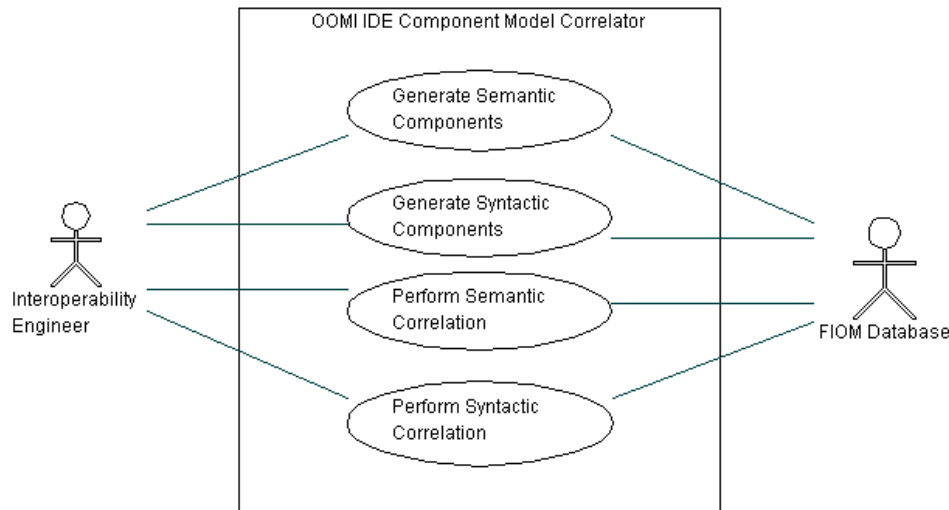 OOMI IDE Component Model Correlator
Generate Semantic
Components
Generate Syntactic
Components
Interoperability
Engineer
Perform Semantic
Correlation
FIOM Database
Perform Syntactic
Correlation